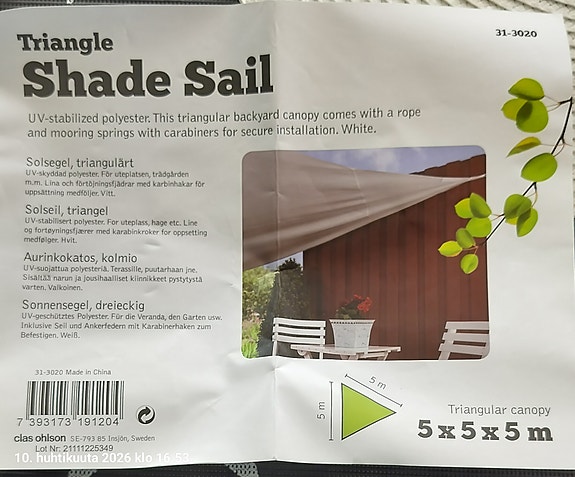 31-3020
Triangle
Shade Sail
UV-stabilized polyester. This triangular backyard canopy comes with a rope
and mooring springs with carabiners for secure installation. White.
Solsegel, triangulärt
UV-skyddad polyester. För uteplatsen, trädgården
m.m. Lina och förtöjningsfjädrar med karbinhakar för
uppsättning medföljer. Vitt.
Solseil, triangel
UV-stabilisert polyester. For uteplass, hage etc. Line
og fortøyningsfjærer med karabinkroker for oppsetting
medfølger. Hvit.
Aurinkokatos, kolmio
UV-suojattua polyesteriä. Terassille, puutarhaan jne.
Sisältää narun ja jousihaalliset kiinnikkeet pystytystä
varten. Valkoinen.
Sonnensegel, dreieckig
UV-geschütztes Polyester. Für die Veranda, den Garten usw.
Inklusive Seil und Ankerfedern mit Karabinerhaken zum
Befestigen. Weiß.
31-3020 Made in China
7 393173 191204
clas ohlson SE-793 85 Insjön, Sweden
Lot Nr: 21111225349
10. huhtikuuta 2026 klo 16:53
5 m
5 m
Triangular canopy
5x5x5m